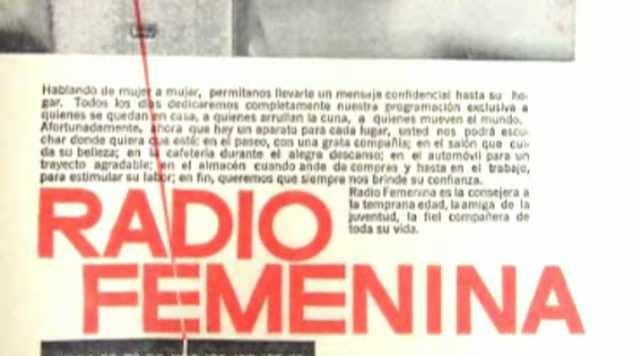 Hablando de mujer a mujer, permítanos llevarle un mensaje confidencial hasta su ho-
gar. Todos los días dedicaremos completamente nuestra programación exclusiva a
quienes se quedan en casa, a quienes arrullan la cuna, a quienes mueven el mundo.
Afortunadamente, ahora que hay un aparato para cada lugar, usted nos podrá escu-
char donde quiera que esté: en el paseo, con una grata compañía; en el salón que cui-
da su belleza; en la cafetería durante el alegre descanso; en el automóvil para un
trayecto agradable; en el almacén cuando ande de compras y hasta en el trabajo,
para estimular su labor; en fin, queremos que siempre nos brinde su confianza.
Radio Femenina es la consejera a
la temprana edad, la amiga de la
juventud, la fiel compañera de
toda su vida.
RADIO
FEMENINA